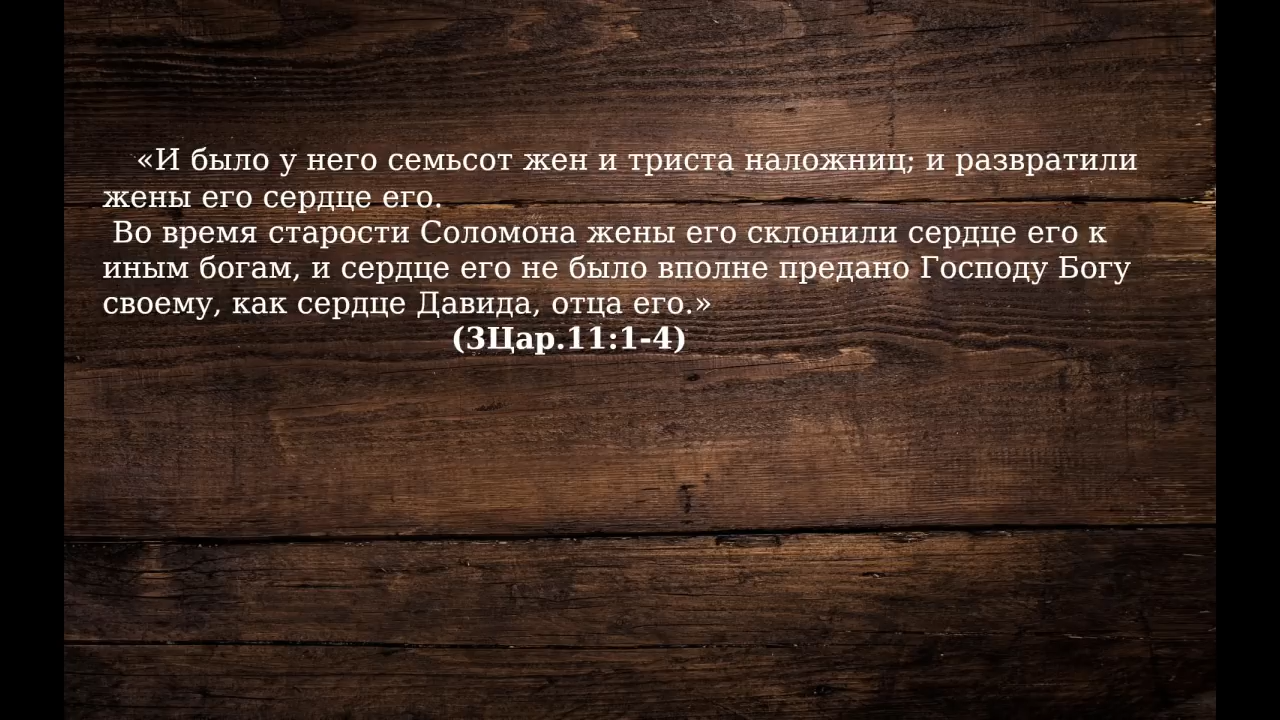 «И было у него семьсот жен и триста наложниц; и развратили
жены его сердце его.
Во время старости Соломона жены его склонили сердце его к
иным богам, и сердце его не было вполне предано Господу Богу
своему, как сердце Давида, отца его.»
(3Цар.11:1-4)